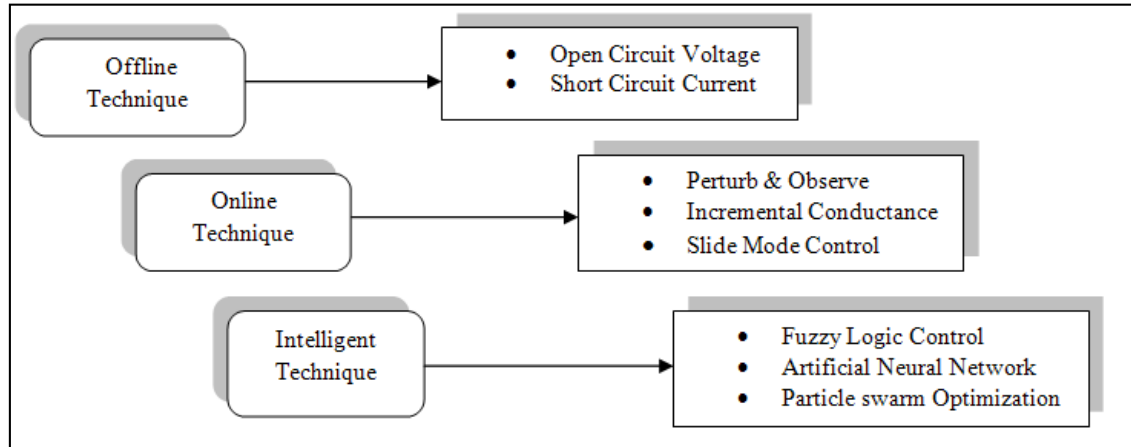 Offline
Technique
• Open Circuit Voltage
• Short Circuit Current
Online
Technique
• Perturb & Observe
• Incremental Conductance
• Slide Mode Control
Intelligent
Technique
• Fuzzy Logic Control
• Artificial Neural Network
• Particle swarm Optimization